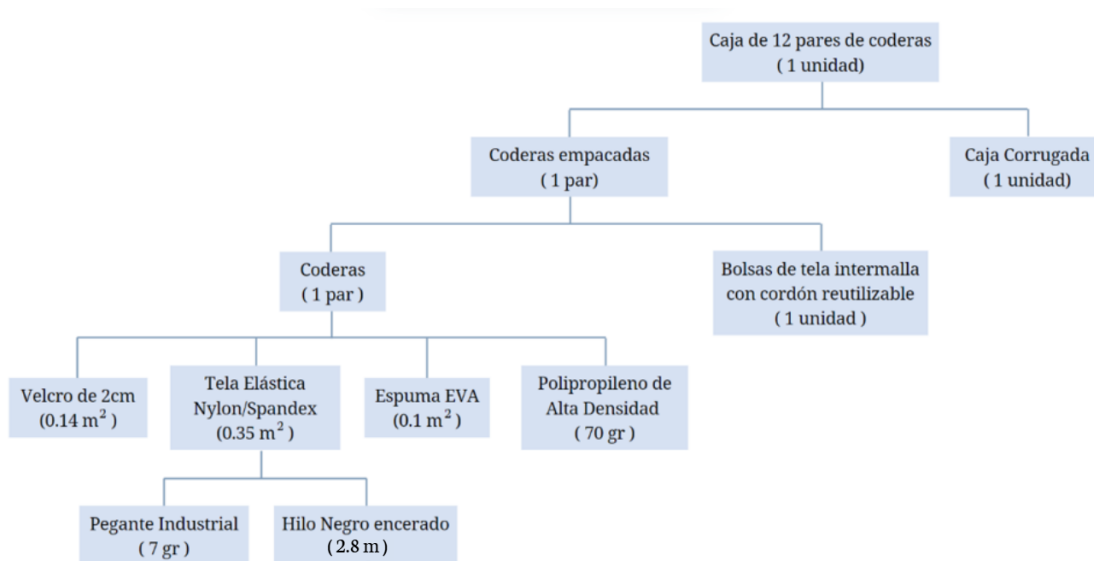 Caja de 12 pares de coderas
( 1 unidad)
Coderas empacadas
( 1 par)
Caja Corrugada
( 1 unidad)
Coderas
( 1 par )
Bolsas de tela intermalla
con cordón reutilizable
( 1 unidad )
Velcro de 2cm
(0.14 m²)
Tela Elástica
Nylon/Spandex
(0.35 m²)
Espuma EVA
(0.1 m²)
Polipropileno de
Alta Densidad
( 70 gr )
Pegante Industrial
( 7 gr )
Hilo Negro encerado
(2.8 m)